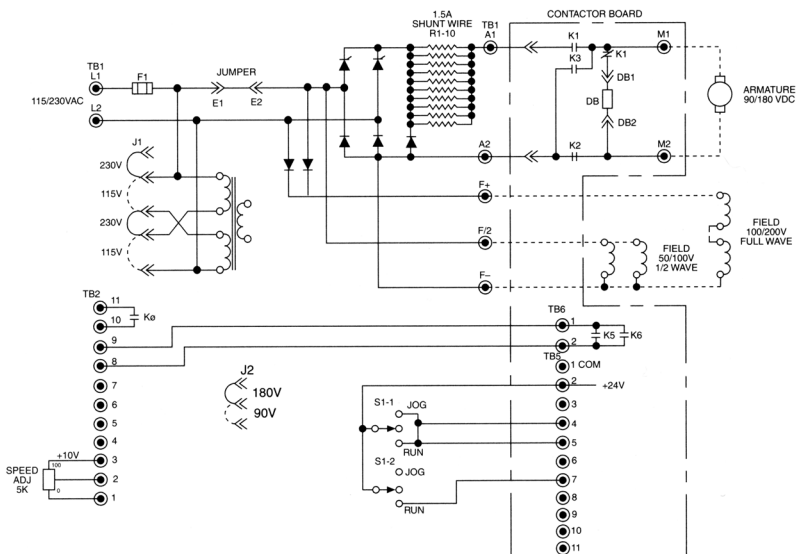 1.5A
SHUNT WIRE
R1-10
TB1
A1
CONTACTOR BOARD
K1
M1
K3
K1
TB1
L1
F1
JUMPER
E1
E2
DB1
115/230VAC
L2
DB
DB2
ARMATURE
90/180 VDC
J1
A2
K2
M2
230V
115V
230V
115V
F+
F/2
F–
FIELD
50/100V
1/2 WAVE
FIELD
100/200V
FULL WAVE
TB2
11
10
Kø
9
8
7
6
5
4
3
2
1
+10V
100
0
SPEED
ADJ
5K
J2
180V
90V
TB6
1
2
K5
K6
TB5
1 COM
2
+24V
3
4
5
6
7
8
9
10
11
S1-1
JOG
RUN
S1-2
JOG
RUN